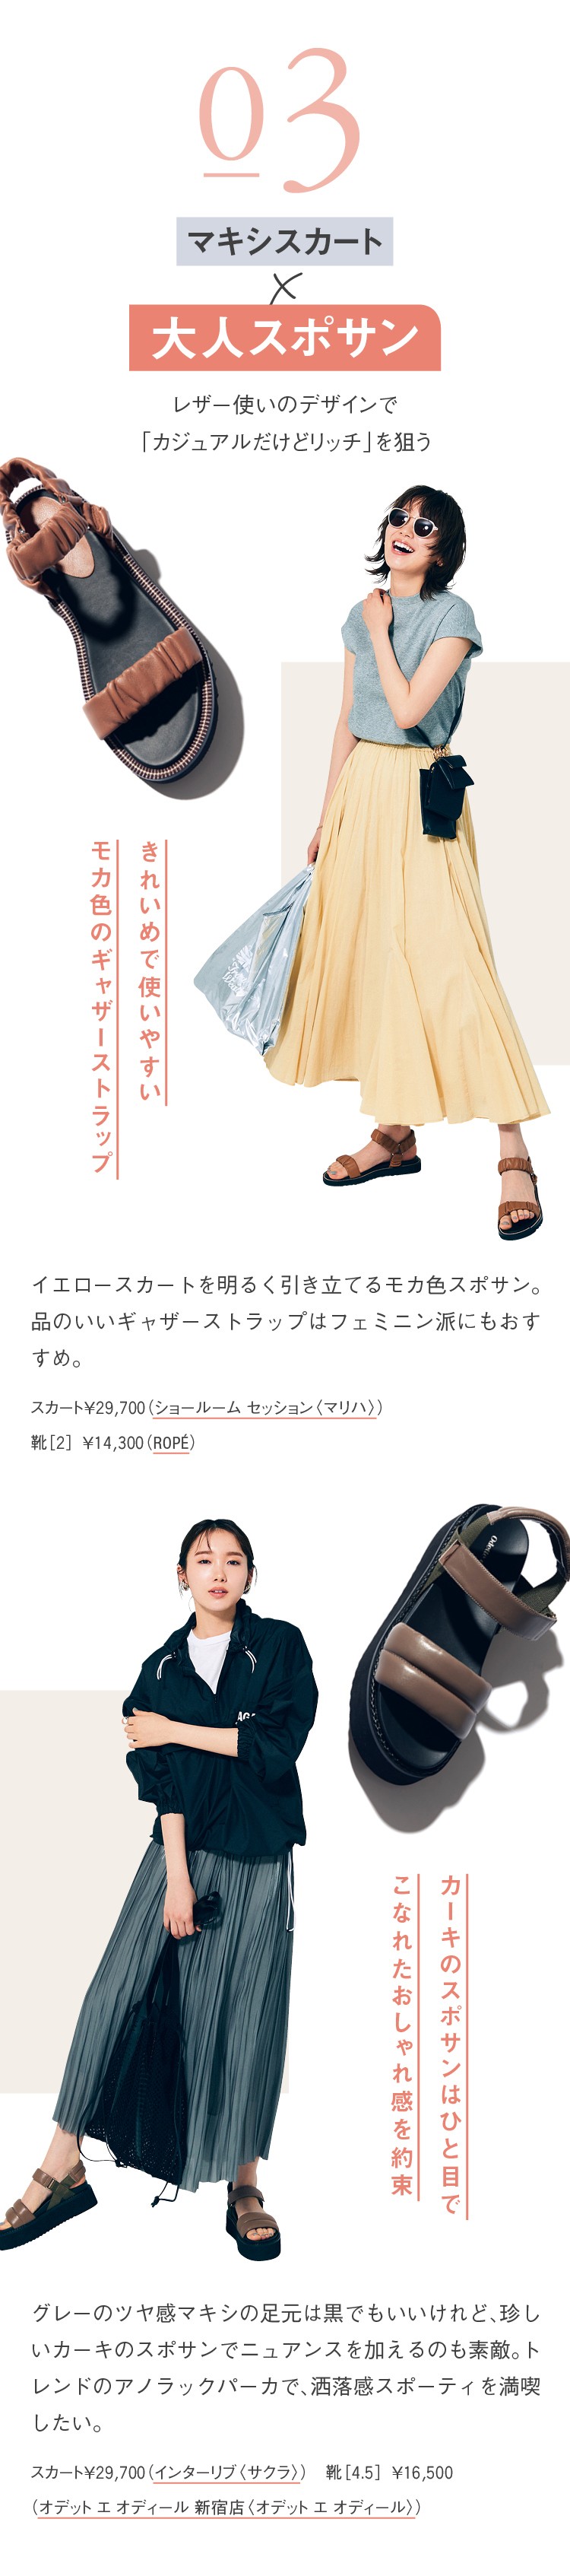 03
マキシスカート
×
大人スポサン
レザー使いのデザインで
「カジュアルだけどリッチ」を狙う
きれいめで使いやすい
モカ色のギャザーストラップ
イエロースカートを明るく引き立てるモカ色スポサン。
品のいいギャザーストラップはフェミニン派にもおす
すめ。
スカート¥29,700（ショールーム セッション〈マリハ〉）
靴［2］ ¥14,300（ROPÉ）
カーキのスポサンはひと目で
こなれたおしゃれ感を約束
グレーのツヤ感マキシの足元は黒でもいいけれど、珍し
いカーキのスポサンでニュアンスを加えるのも素敵。ト
レンドのアノラックパーカで、洒落感スポーティを満喫
したい。
スカート¥29,700（インターリブ〈サクラ〉） 靴［4.5］ ¥16,500
（オデット エ オディール 新宿店〈オデット エ オディール〉）